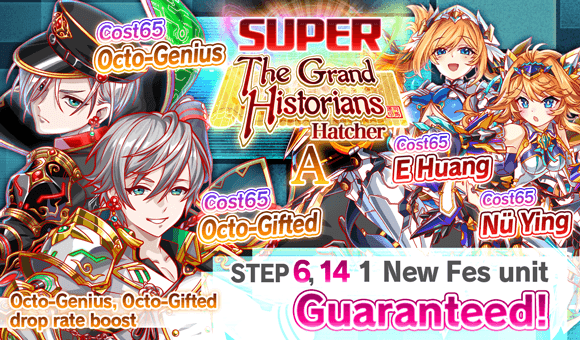 SUPER
The Grand
Historians
Hatcher
A
Cost65
Octo-Genius
Cost65
Octo-Gifted
Cost65
E Huang
Cost65
Nü Ying
STEP 6, 14 1 New Fes unit
Guaranteed!
Octo-Genius, Octo-Gifted
drop rate boost